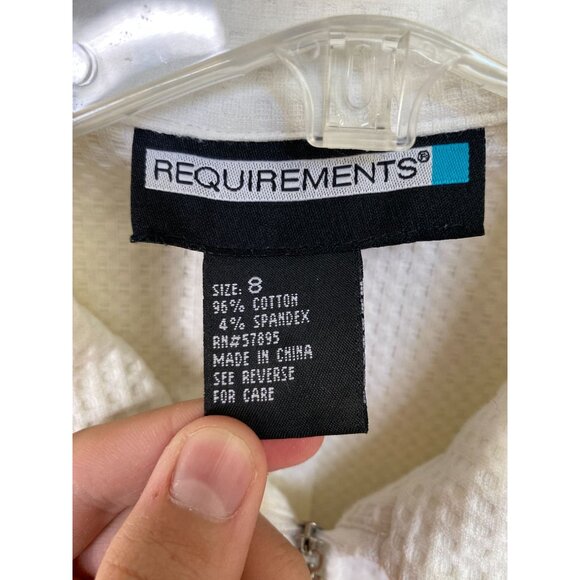 REQUIREMENTS®
SIZE: 8
96% COTTON
4% SPANDEX
RN#57895
MADE IN CHINA
SEE REVERSE
FOR CARE